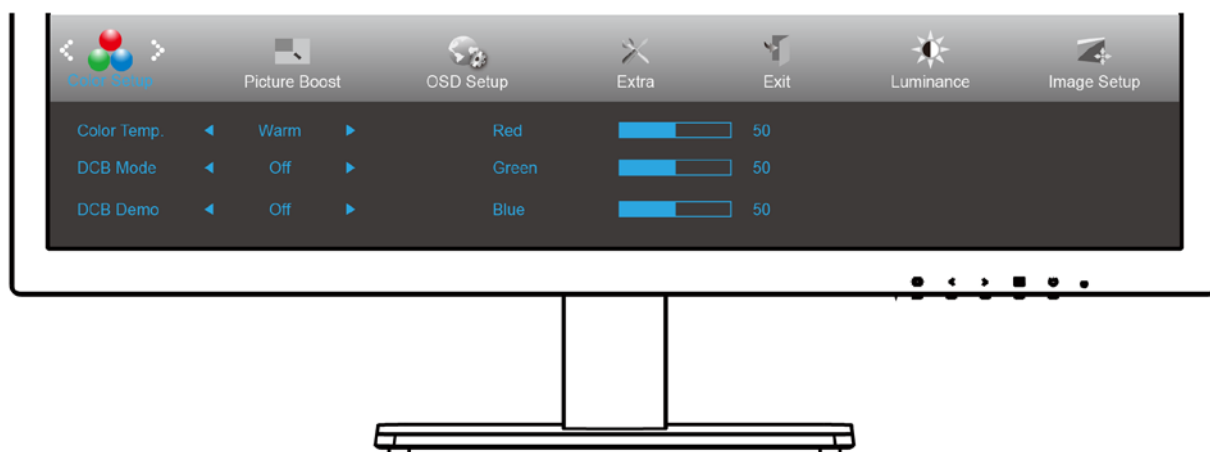 Color Setup Picture Boost OSD Setup Extra Exit Luminance Image Setup
Color Temp. Warm Red 50
DCB Mode Off Green 50
DCB Demo Off Blue 50